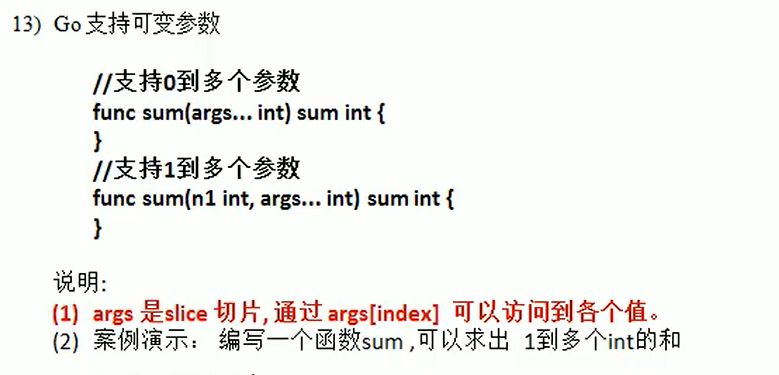 13) Go支持可变参数
//支持0到多个参数
func sum(args... int) sum int {
}
//支持1到多个参数
func sum(n1 int, args... int) sum int {
}
说明:
(1) args 是slice 切片, 通过 args[index] 可以访问到各个值。
(2) 案例演示： 编写一个函数sum ,可以求出 1到多个int的和